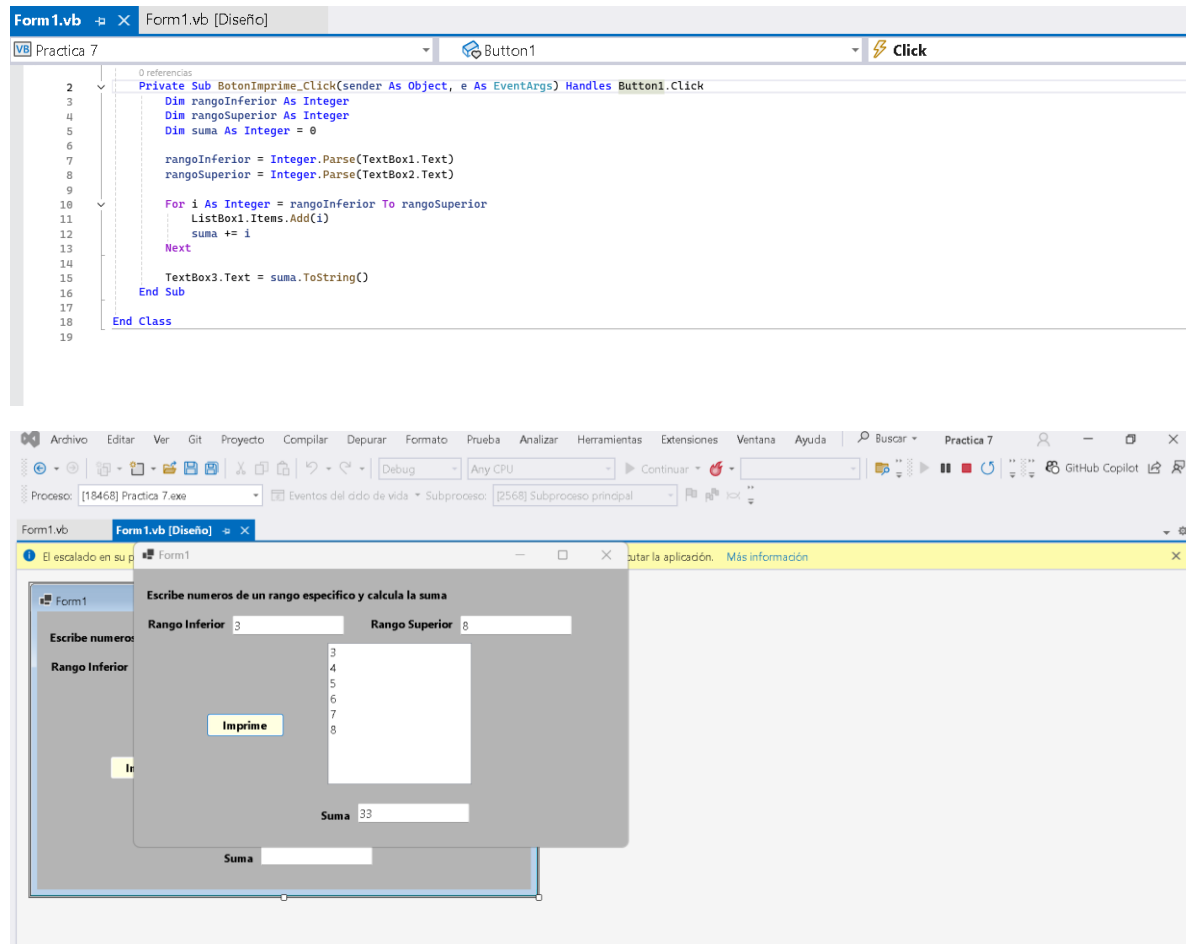 Form1.vb Form1.vb [Diseño]
VB Practica 7 Button1 Click
0 referencias
2 Private Sub BotonImprime_Click(sender As Object, e As EventArgs) Handles Button1.Click
3 Dim rangoInferior As Integer
4 Dim rangoSuperior As Integer
5 Dim suma As Integer = 0
6
7 rangoInferior = Integer.Parse(TextBox1.Text)
8 rangoSuperior = Integer.Parse(TextBox2.Text)
9
10 For i As Integer = rangoInferior To rangoSuperior
11 ListBox1.Items.Add(i)
12 suma += i
13 Next
14
15 TextBox3.Text = suma.ToString()
16 End Sub
17
18 End Class
19
Archivo Editar Ver Git Proyecto Compilar Depurar Formato Prueba Analizar Herramientas Extensiones Ventana Ayuda Buscar Practica 7
Debug Any CPU Continuar GitHub Copilot
Proceso: [18468] Practica 7.exe Eventos del ciclo de vida Subproceso: [2568] Subproceso principal
Form1.vb Form1.vb [Diseño]
El escalado en su p Form1 cutar la aplicación. Más información
Form1
Escribe numeros de un rango especifico y calcula la suma
Rango Inferior 3 Rango Superior 8
Escribe numeros
Rango Inferior
3
4
5
6
7
8
Imprime
Suma 33
Suma